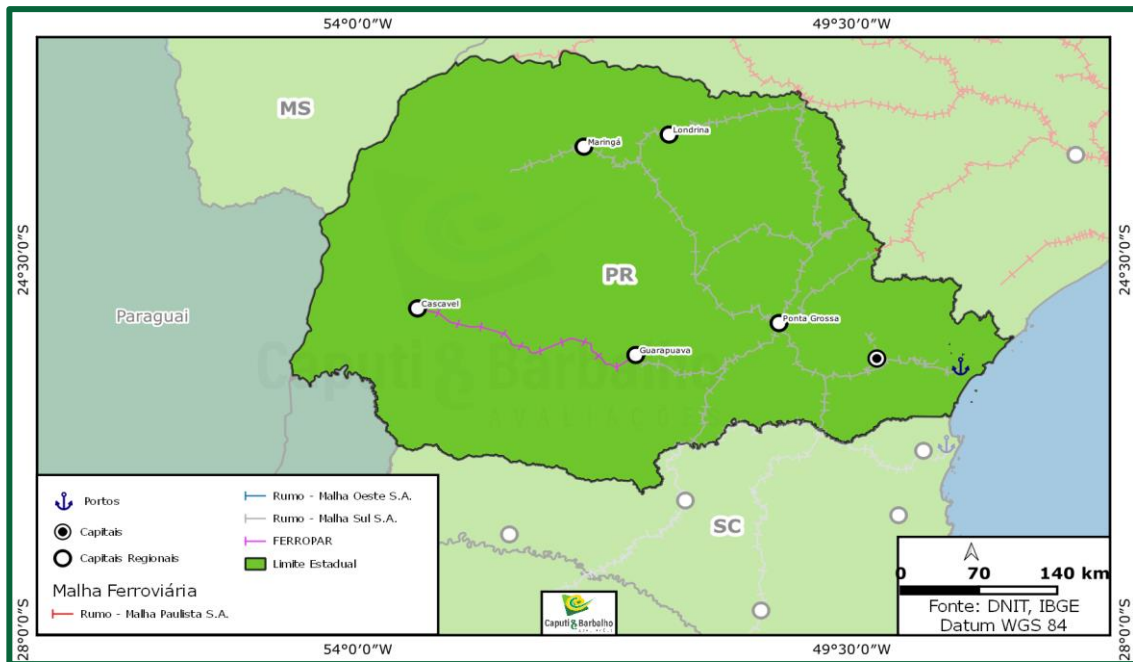 54°0'0"W
49°30'0"W
MS
Londrina
Maringá
24°30'0"S
24°30'0"S
PR
Paraguai
Cascavel
Ponta Grossa
Guarapuava
Caputi & Barbalho
AVALIAÇÕES
SC
Portos
Capitais
Capitais Regionais
Malha Ferroviária
Rumo - Malha Paulista S.A.
Rumo - Malha Oeste S.A.
Rumo - Malha Sul S.A.
FERROPAR
Limite Estadual
Caputi & Barbalho
0 70 140 km
Fonte: DNIT, IBGE
Datum WGS 84
28°0'0"S
28°0'0"S
54°0'0"W
49°30'0"W